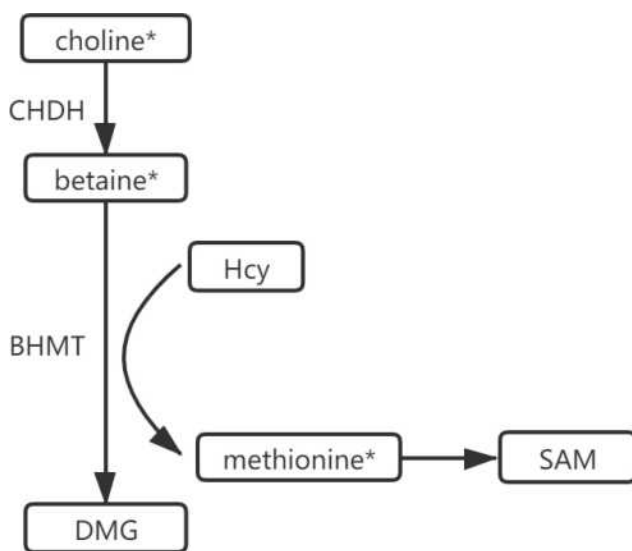 choline*
CHDH
betaine*
Hcy
BHMT
methionine*
SAM
DMG